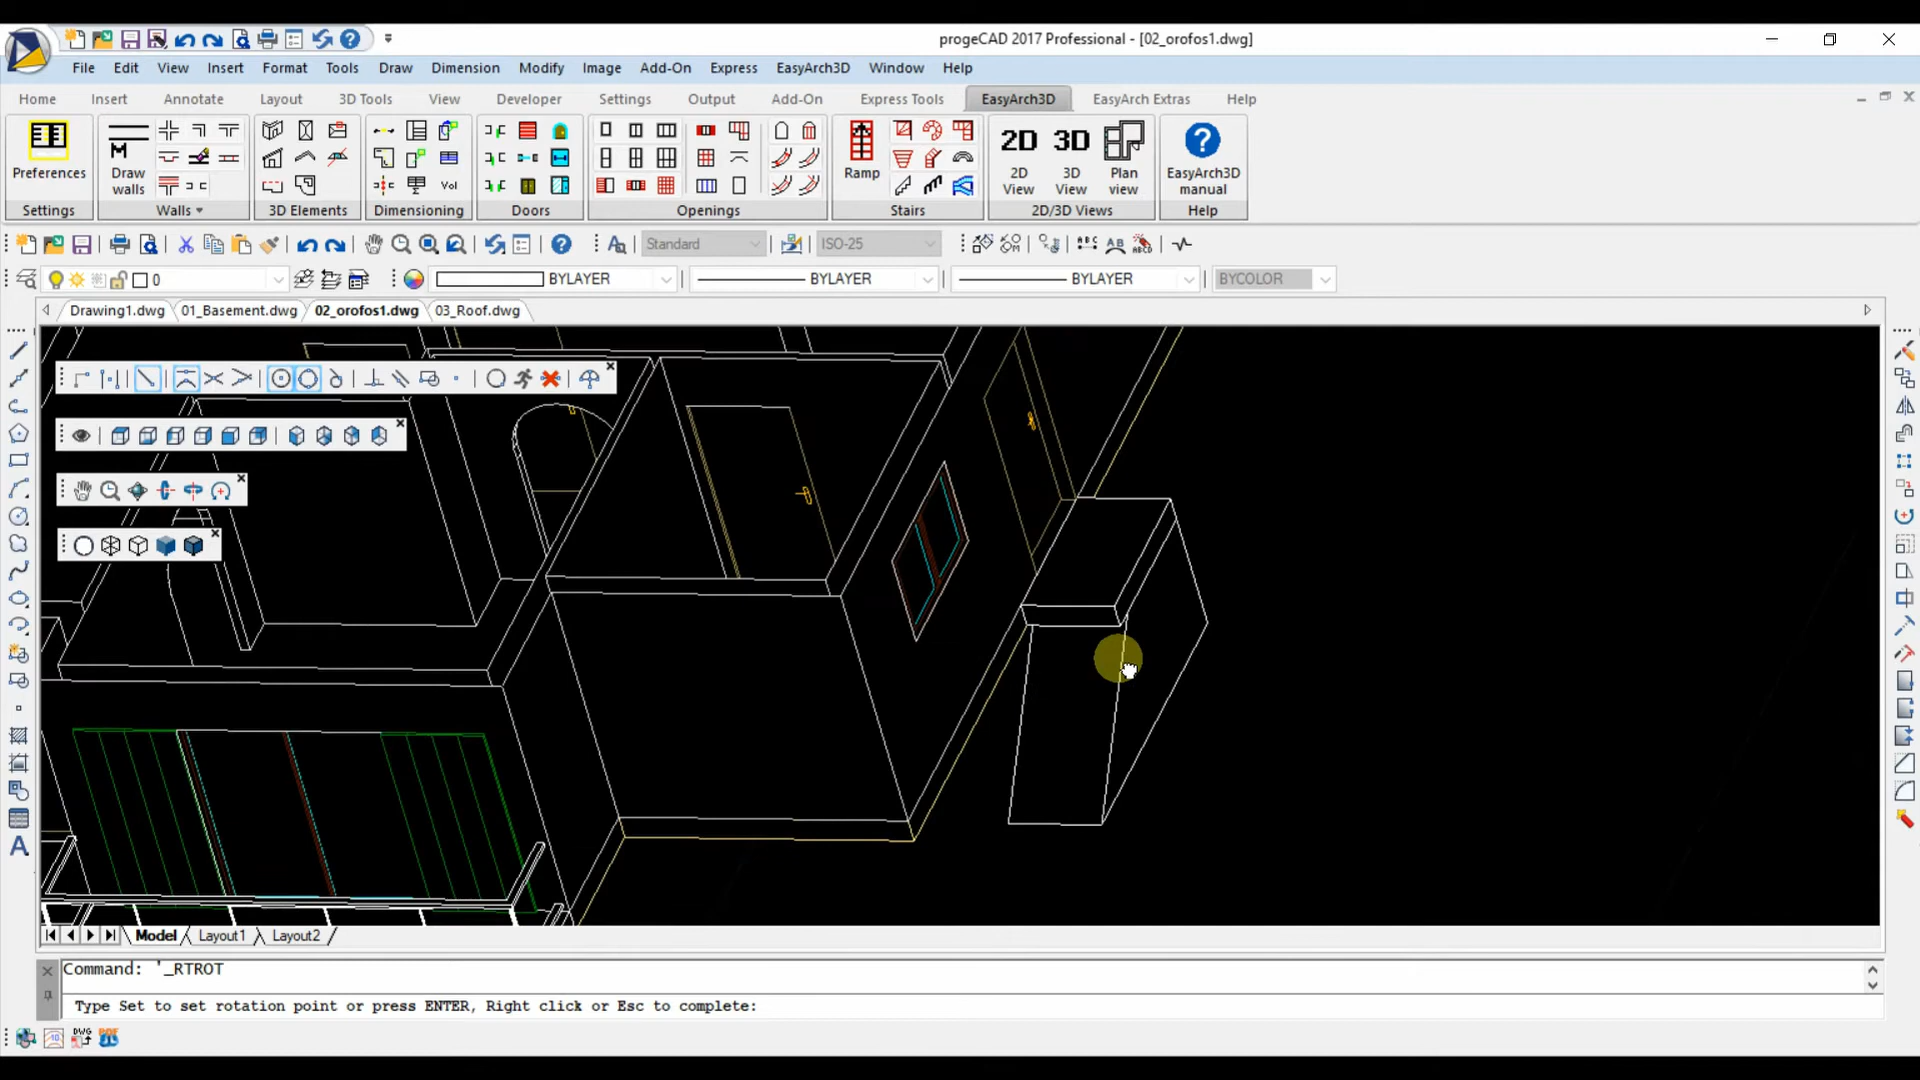 progeCAD 2017 Professional - [02_orofos1.dwg]
File Edit View Insert Format Tools Draw Dimension Modify Image Add-On Express EasyArch3D Window Help
Home Insert Annotate Layout 3D Tools View Developer Settings Output Add-On Express Tools EasyArch3D EasyArch Extras Help
Preferences
M
Draw walls
Vol
Ramp
2D
2D View
3D
3D View
Plan view
EasyArch3D manual
Settings Walls 3D Elements Dimensioning Doors Openings Stairs 2D/3D Views Help
Standard ISO-25
0 BYLAYER BYLAYER BYLAYER BYCOLOR
Drawing1.dwg 01_Basement.dwg 02_orofos1.dwg 03_Roof.dwg
Model Layout1 Layout2
Command: '_RTROT
Type Set to set rotation point or press ENTER, Right click or Esc to complete: